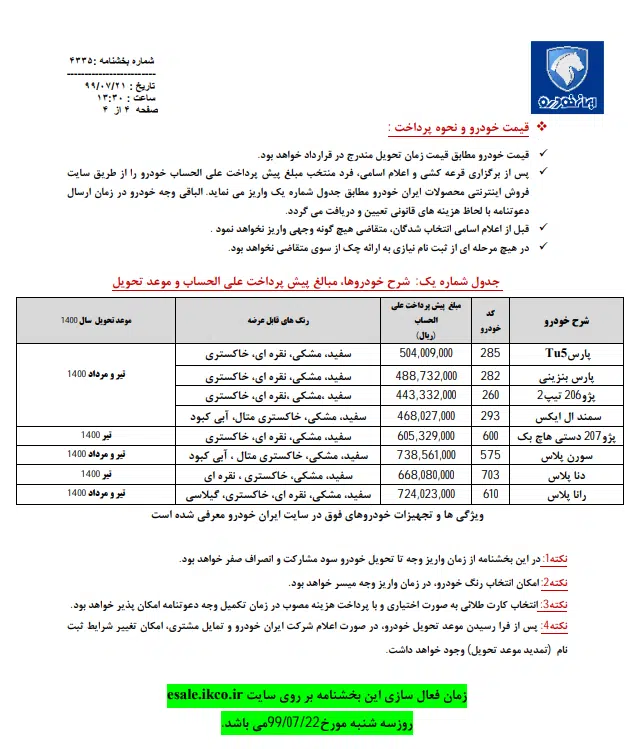 شماره بخشنامه :۴۳۳۵
------------------------
تاریخ : ۹۹/۰۷/۲۱
ساعت : ۱۳:۳۰
صفحه ۴ از ۴
ایران خودرو
❖ قیمت خودرو و نحوه پرداخت :
✓ قیمت خودرو مطابق قیمت زمان تحویل مندرج در قرارداد خواهد بود.
✓ پس از برگزاری قرعه کشی و اعلام اسامی، فرد منتخب مبلغ پیش پرداخت علی الحساب خودرو را از طریق سایت
فروش اینترنتی محصولات ایران خودرو مطابق جدول شماره یک واریز می نماید. الباقی وجه خودرو در زمان ارسال
دعوتنامه با لحاظ هزینه های قانونی تعیین و دریافت می گردد.
✓ قبل از اعلام اسامی انتخاب شدگان، متقاضی هیچ گونه وجهی واریز نخواهد نمود .
✓ در هیچ مرحله ای از ثبت نام نیازی به ارائه چک از سوی متقاضی نخواهد بود.
جدول شماره یک: شرح خودروها، مبالغ پیش پرداخت علی الحساب و موعد تحویل
شرح خودرو کد خودرو مبلغ پیش پرداخت علی الحساب (ریال) رنگ های قابل عرضه موعد تحویل سال 1400
پارسTu5 285 504,009,000 سفید، مشکی، نقره ای، خاکستری تیر و مرداد 1400
پارس بنزینی 282 488,732,000 سفید، مشکی، نقره ای، خاکستری
پژو206 تیپ2 260 443,332,000 سفید، مشکی ،نقره ای، خاکستری
سمند ال ایکس 293 468,027,000 سفید، مشکی، خاکستری متال، آبی کبود
پژو207 دستی هاچ بک 600 605,329,000 سفید، مشکی، نقره ای، خاکستری تیر 1400
سورن پلاس 575 738,561,000 سفید، مشکی، خاکستری متال ، آبی کبود تیر و مرداد 1400
دنا پلاس 703 668,080,000 سفید، مشکی، خاکستری ، نقره ای تیر 1400
رانا پلاس 610 724,023,000 سفید، مشکی، نقره ای، خاکستری، گیلاسی تیر و مرداد 1400
ویژگی ها و تجهیزات خودروهای فوق در سایت ایران خودرو معرفی شده است
نکته1: در این بخشنامه از زمان واریز وجه تا تحویل خودرو سود مشارکت و انصراف صفر خواهد بود.
نکته2: امکان انتخاب رنگ خودرو، در زمان واریز وجه میسر خواهد بود.
نکته3: انتخاب کارت طلائی به صورت اختیاری و با پرداخت هزینه مصوب در زمان تکمیل وجه دعوتنامه امکان پذیر خواهد بود.
نکته4: پس از فرا رسیدن موعد تحویل خودرو، در صورت اعلام شرکت ایران خودرو و تمایل مشتری، امکان تغییر شرایط ثبت
نام (تمدید موعد تحویل) وجود خواهد داشت.
زمان فعال سازی این بخشنامه بر روی سایت esale.ikco.ir
روزسه شنبه مورخ99/07/22می باشد.